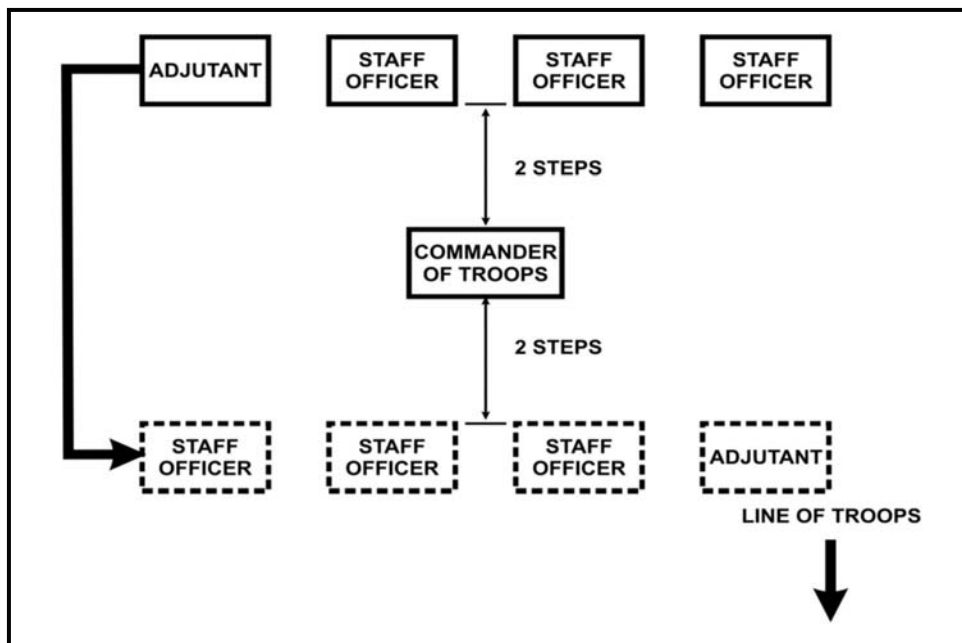 ADJUTANT
STAFF
OFFICER
STAFF
OFFICER
STAFF
OFFICER
2 STEPS
COMMANDER
OF TROOPS
2 STEPS
STAFF
OFFICER
STAFF
OFFICER
STAFF
OFFICER
ADJUTANT
LINE OF TROOPS